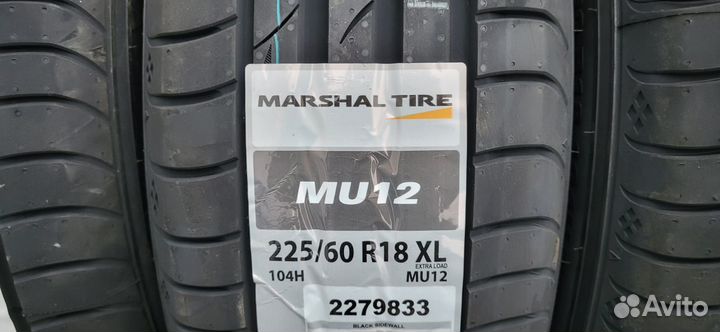 MARSHAL TIRE
MU12
225/60 R18 XL
EXTRA LOAD
104H MU12
2279833
BLACK SIDEWALL
Avito